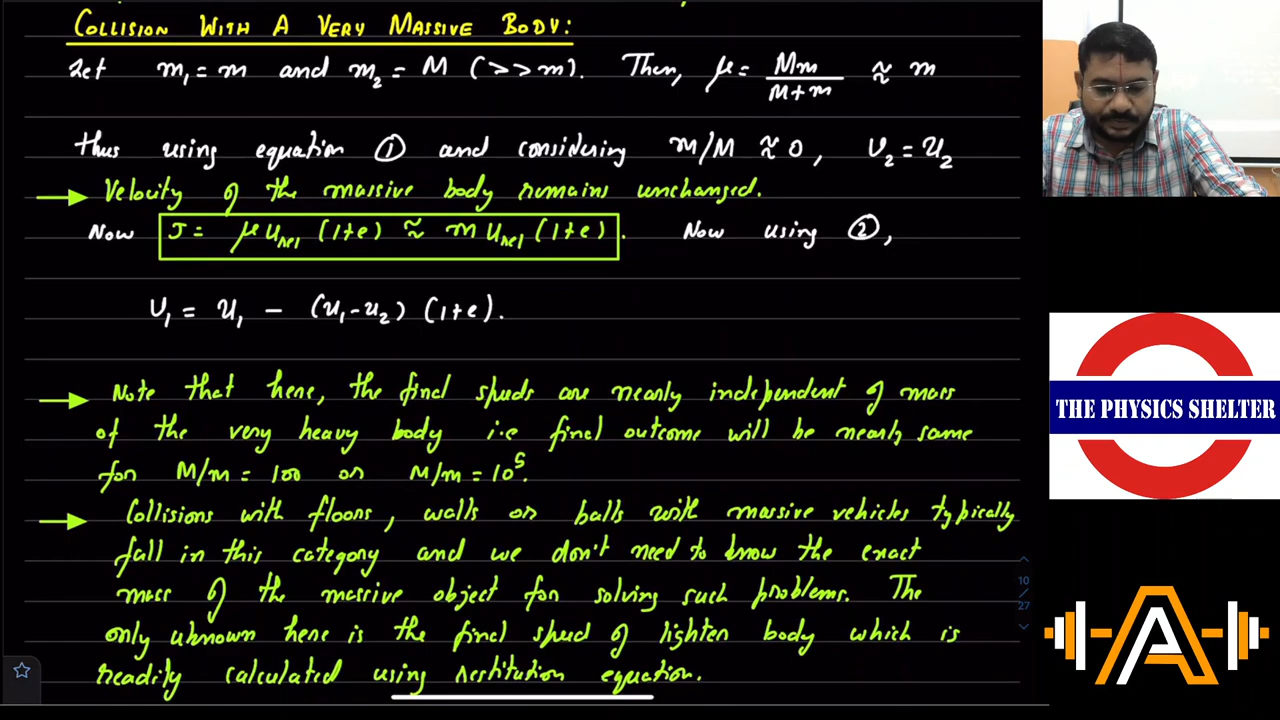 COLLISION WITH A VERY MASSIVE BODY:
Let m₁ = m and m₂ = M (>>m). Then, μ = Mm/(M+m) ≈ m
thus using equation ① and considering m/M ≈ 0, v₂ = u₂
→ Velocity of the massive body remains unchanged.
Now J = μ u_rel (1+e) ≈ m u_rel (1+e). Now using ②,
v₁ = u₁ − (u₁-u₂) (1+e).
→ Note that here, the final speeds are nearly independent of mass
of the very heavy body i.e final outcome will be nearly same
for M/m = 100 or M/m = 10⁵.
→ Collisions with floors, walls or balls with massive vehicles typically
fall in this category and we don't need to know the exact
mass of the massive object for solving such problems. The
only unknown here is the final speed of lighter body which is
readily calculated using restitution equation.
THE PHYSICS SHELTER
10
/
27
A